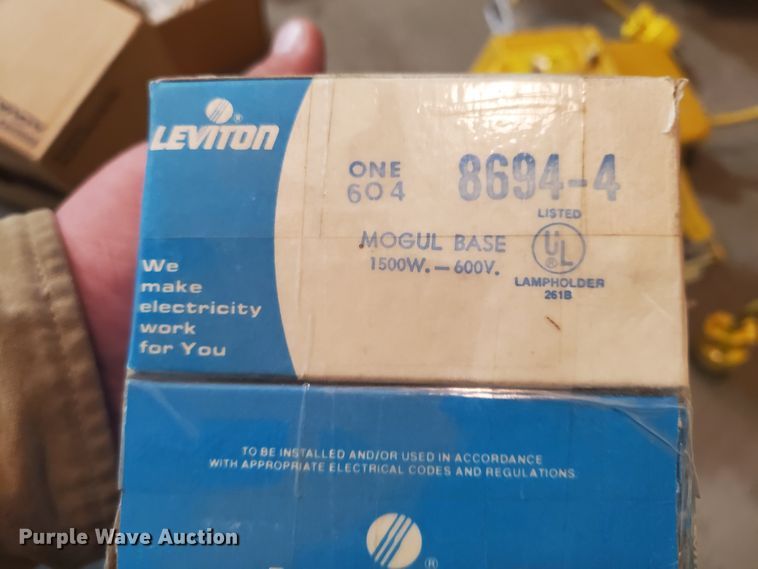 LEVITON
®
ONE
604
8694-4
LISTED
UL
®
MOGUL BASE
1500W.—600V.
LAMPHOLDER
261B
We
make
electricity
work
for You
TO BE INSTALLED AND/OR USED IN ACCORDANCE
WITH APPROPRIATE ELECTRICAL CODES AND REGULATIONS.
®
Purple Wave Auction